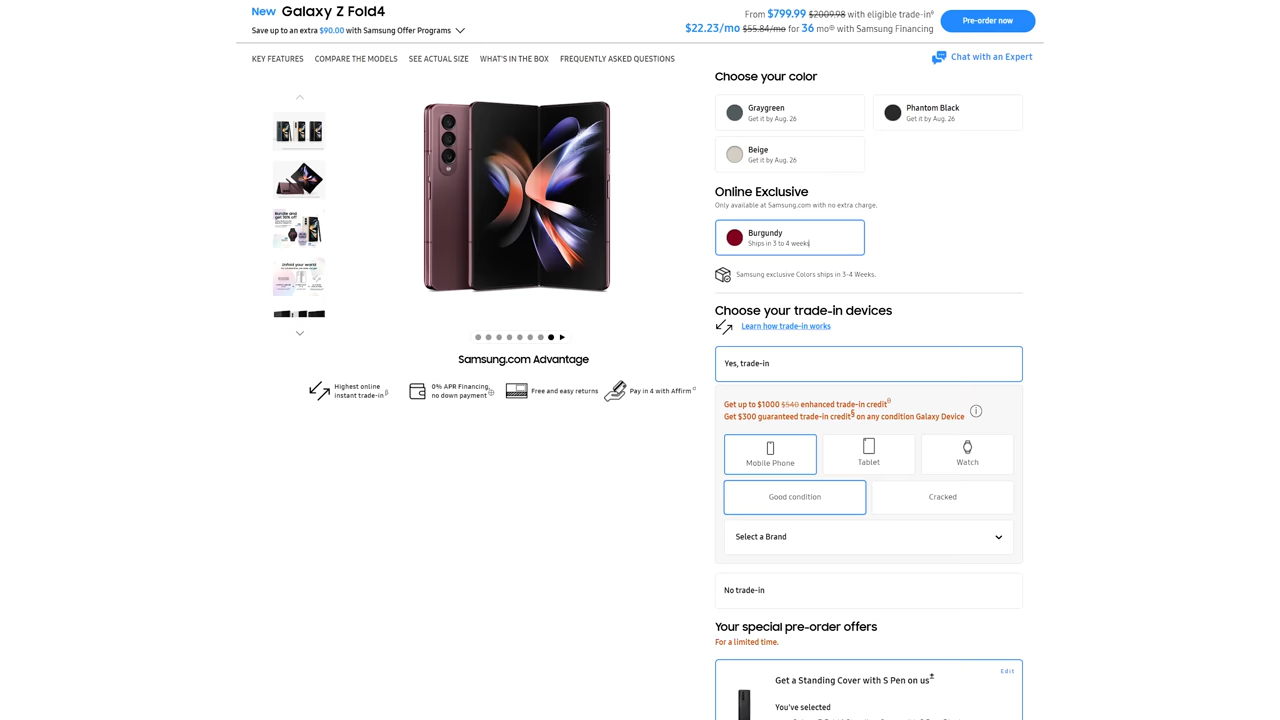 New Galaxy Z Fold4
From $799.99 $2009.98 with eligible trade-in
Save up to an extra $90.00 with Samsung Offer Programs
$22.23/mo $55.84/mo for 36 mo with Samsung Financing
Pre-order now
KEY FEATURES COMPARE THE MODELS SEE ACTUAL SIZE WHAT'S IN THE BOX FREQUENTLY ASKED QUESTIONS
Chat with an Expert
Choose your color
Graygreen
Get it by Aug. 26
Phantom Black
Get it by Aug. 26
Beige
Get it by Aug. 26
Online Exclusive
Only available at Samsung.com with no extra charge.
Burgundy
Ships in 3 to 4 weeks
Samsung exclusive Colors ships in 3-4 Weeks.
Bundle and
get 30% off
Unfold your world
Samsung.com Advantage
Highest online
instant trade-in β
0% APR Financing,
no down payment
Free and easy returns
Pay in 4 with Affirm
Choose your trade-in devices
Learn how trade-in works
Yes, trade-in
Get up to $1000 $540 enhanced trade-in credit
Get $300 guaranteed trade-in credit§ on any condition Galaxy Device
Mobile Phone
Tablet
Watch
Good condition
Cracked
Select a Brand
No trade-in
Your special pre-order offers
For a limited time.
Edit
Get a Standing Cover with S Pen on us±
You've selected